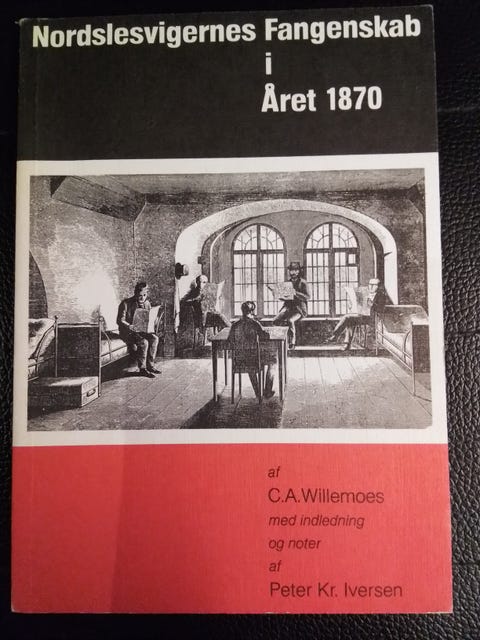 Nordslesvigernes Fangenskab
i
Året 1870
af
C.A.Willemoes
med indledning
og noter
af
Peter Kr. Iversen